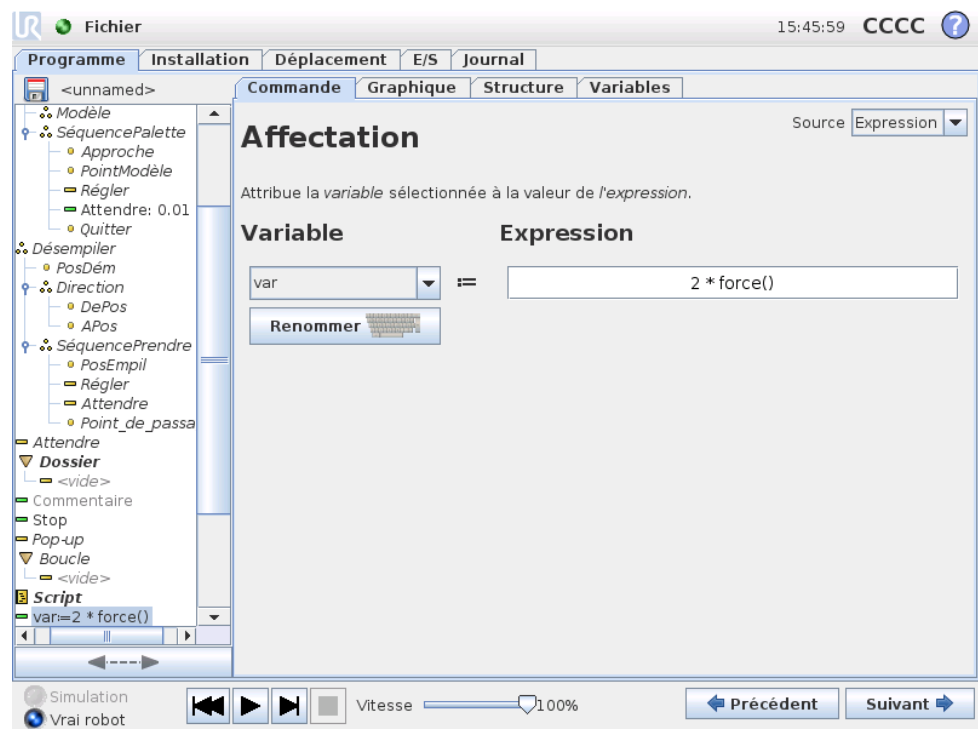 Fichier
15:45:59 CCCC ?
Programme Installation Déplacement E/S Journal
<unnamed>
Commande Graphique Structure Variables
Modèle
SéquencePalette
Approche
PointModèle
Régler
Attendre: 0.01
Quitter
Désempiler
PosDém
Direction
DePos
APos
SéquencePrendre
PosEmpil
Régler
Attendre
Point_de_passa
Attendre
Dossier
<vide>
Commentaire
Stop
Pop-up
Boucle
<vide>
Script
var:=2 * force()
Affectation
Source Expression
Attribue la variable sélectionnée à la valeur de l'expression.
Variable Expression
var := 2 * force()
Renommer
Simulation
Vrai robot
Vitesse 100%
Précédent Suivant